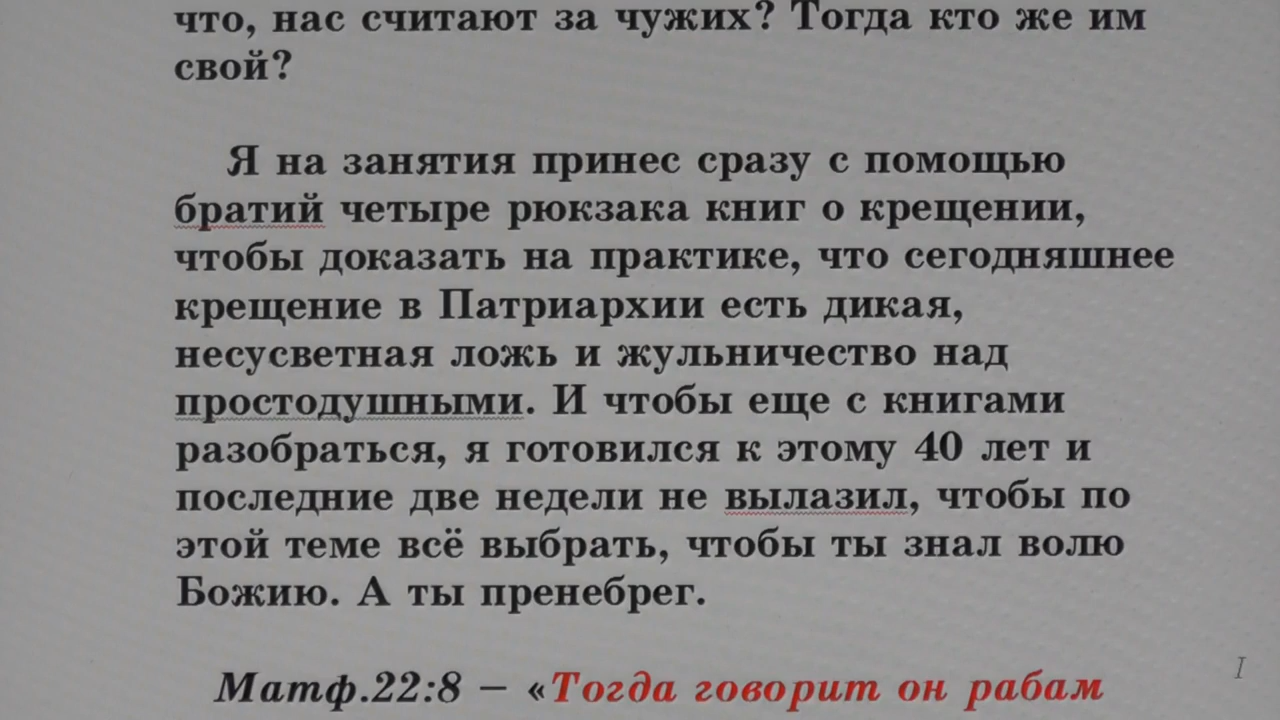 что, нас считают за чужих? Тогда кто же им
свой?
Я на занятия принес сразу с помощью
братий четыре рюкзака книг о крещении,
чтобы доказать на практике, что сегодняшнее
крещение в Патриархии есть дикая,
несусветная ложь и жульничество над
простодушными. И чтобы еще с книгами
разобраться, я готовился к этому 40 лет и
последние две недели не вылазил, чтобы по
этой теме всё выбрать, чтобы ты знал волю
Божию. А ты пренебрег.
Матф.22:8 – «Тогда говорит он рабам